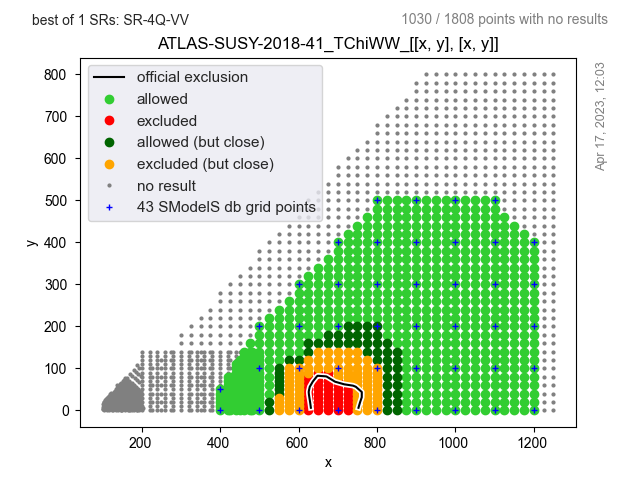 best of 1 SRs: SR-4Q-VV
1030 / 1808 points with no results
ATLAS-SUSY-2018-41_TChiWW_[[x, y], [x, y]]
official exclusion
allowed
excluded
allowed (but close)
excluded (but close)
no result
43 SModelS db grid points
Apr 17, 2023, 12:03
y
800
700
600
500
400
300
200
100
0
200
400
600
800
1000
1200
x